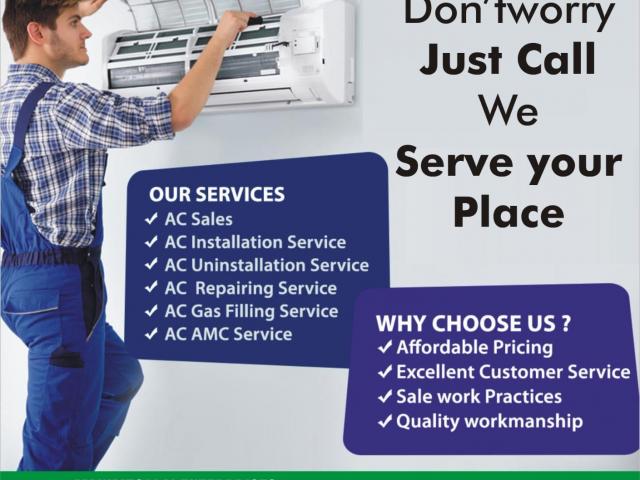 Don'tworry
Just Call
We
Serve your
Place
OUR SERVICES
✓ AC Sales
✓ AC Installation Service
✓ AC Uninstallation Service
✓ AC Repairing Service
✓ AC Gas Filling Service
✓ AC AMC Service
WHY CHOOSE US ?
✓ Affordable Pricing
✓ Excellent Customer Service
✓ Sale work Practices
✓ Quality workmanship